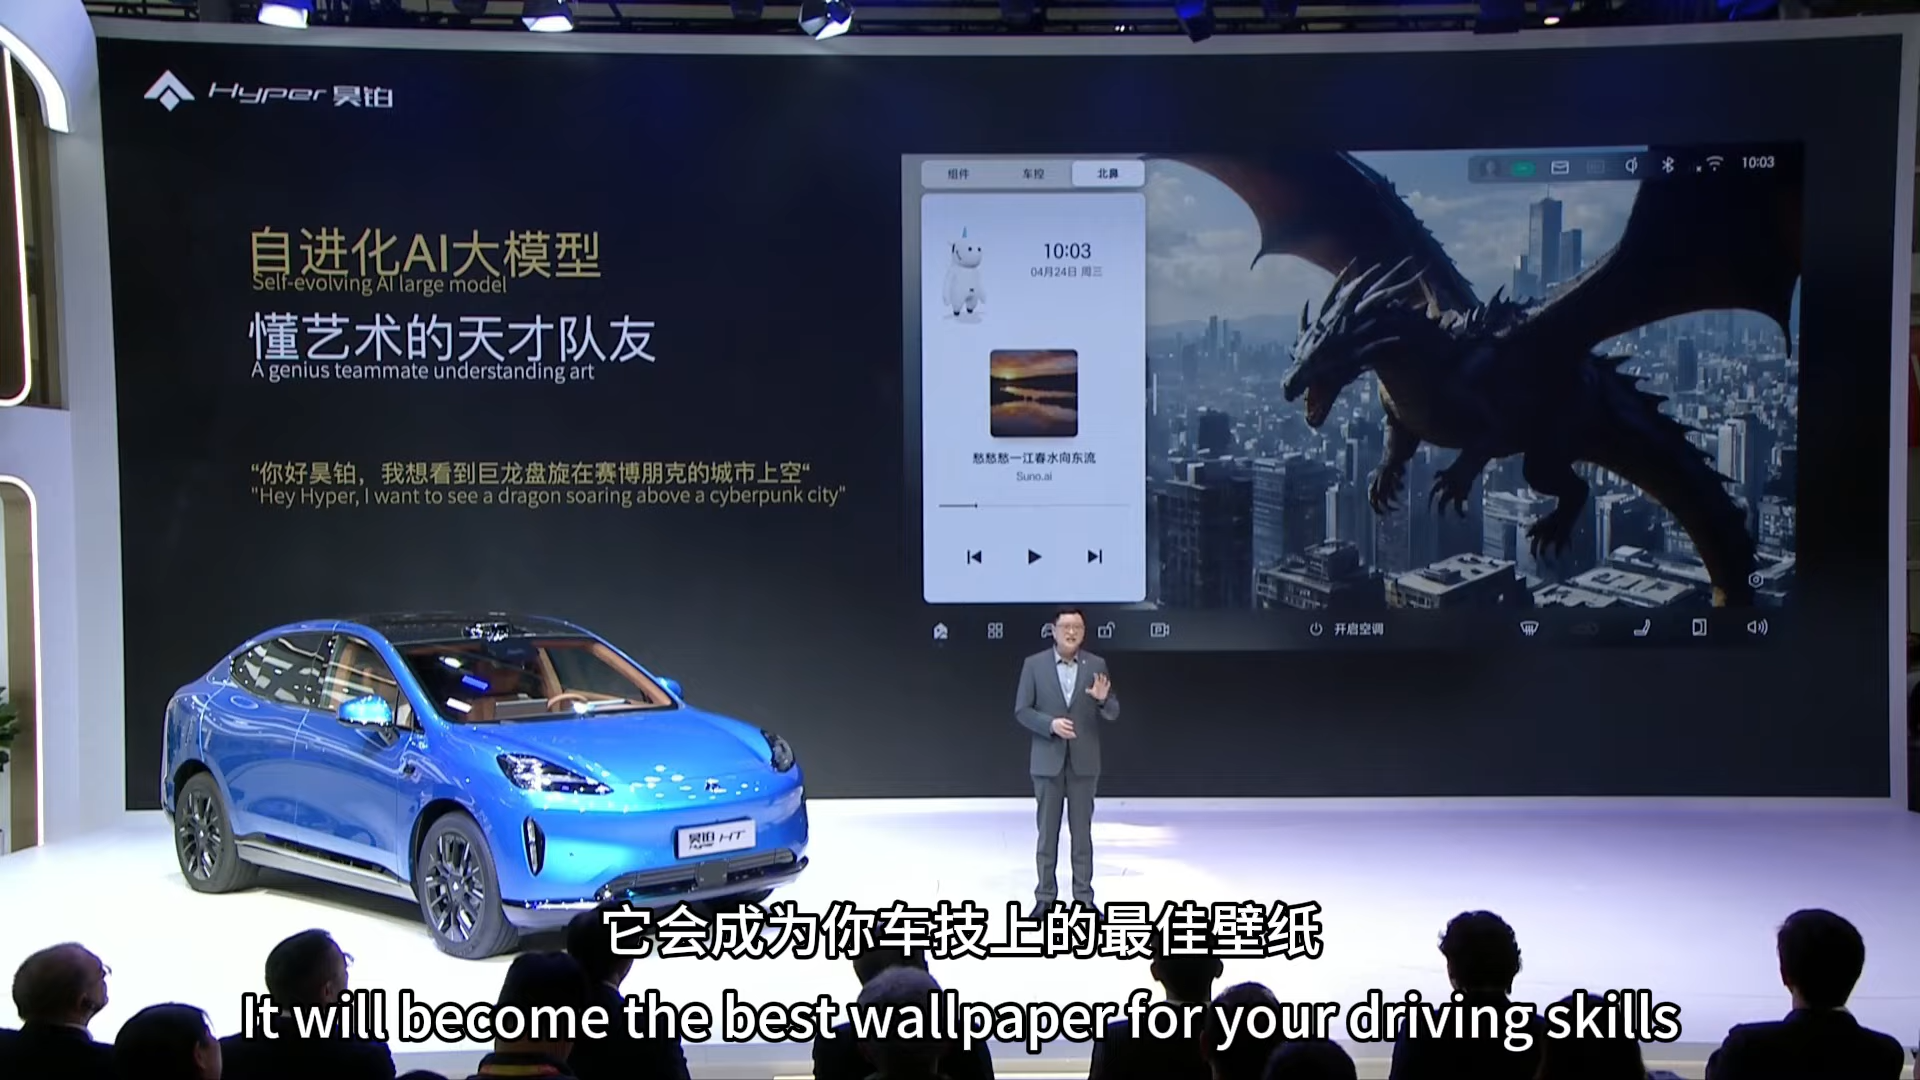 Hyper 昊铂
自进化AI大模型
Self-evolving AI large model
懂艺术的天才队友
A genius teammate understanding art
“你好昊铂，我想看到巨龙盘旋在赛博朋克的城市上空“
"Hey Hyper, I want to see a dragon soaring above a cyberpunk city"
组件 车控 北鼻
10:03
10:03
04月24日 周三
愁愁愁一江春水向东流
Suno.ai
开启空调
昊铂 HT
Hyper
它会成为你车技上的最佳壁纸
It will become the best wallpaper for your driving skills